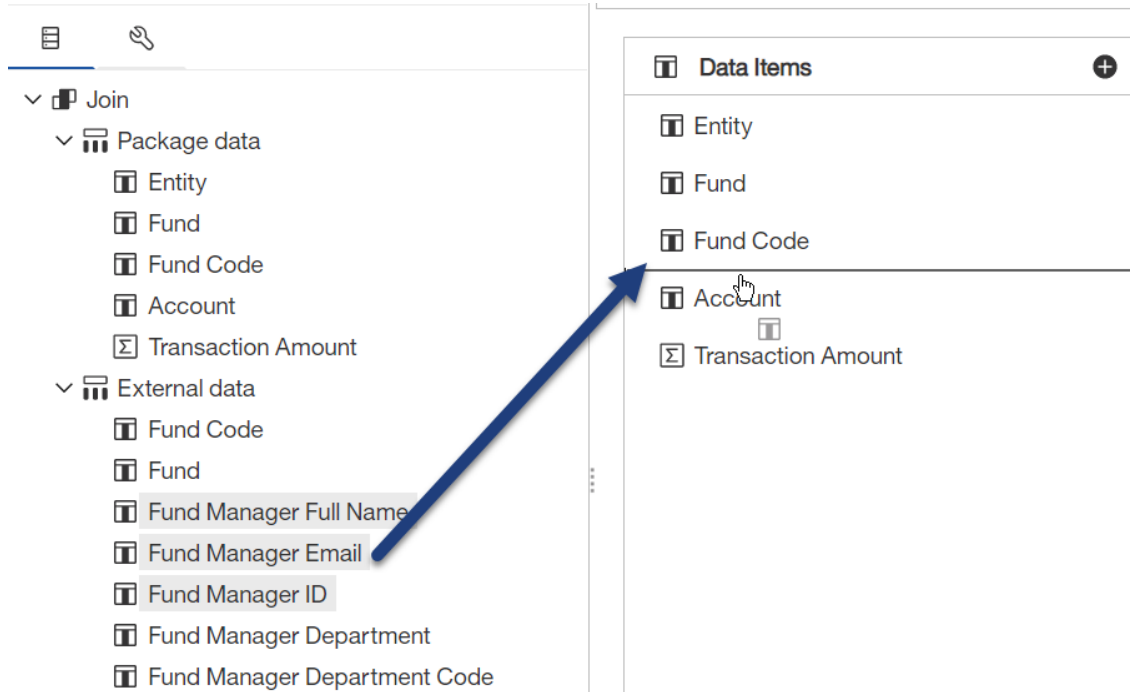 Join
Package data
Entity
Fund
Fund Code
Account
Transaction Amount
External data
Fund Code
Fund
Fund Manager Full Name
Fund Manager Email
Fund Manager ID
Fund Manager Department
Fund Manager Department Code
Data Items
Entity
Fund
Fund Code
Account
Transaction Amount